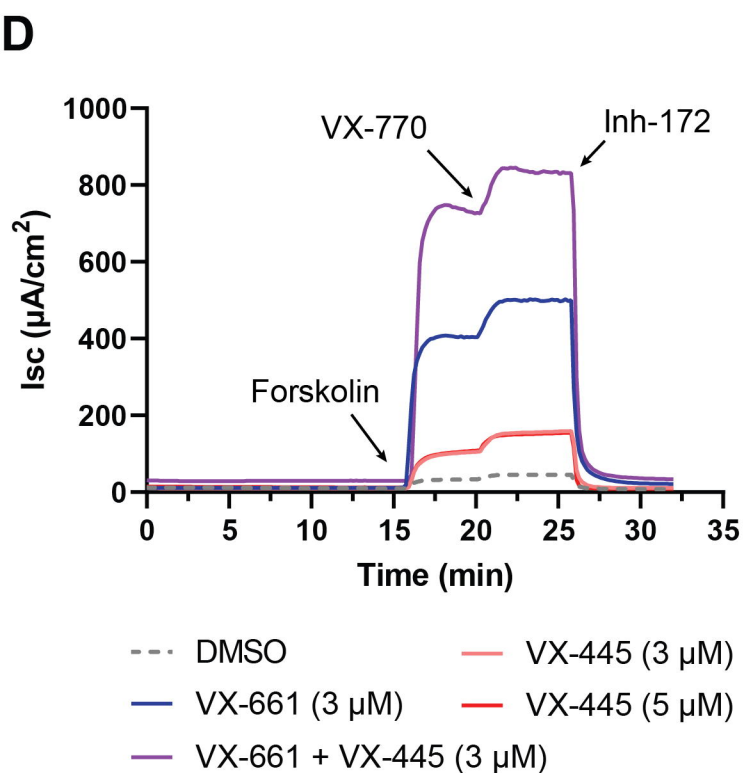 D
1000
800
600
400
200
0
Isc (µA/cm²)
VX-770
Inh-172
Forskolin
0 5 10 15 20 25 30 35
Time (min)
DMSO
VX-445 (3 µM)
VX-661 (3 µM)
VX-445 (5 µM)
VX-661 + VX-445 (3 µM)